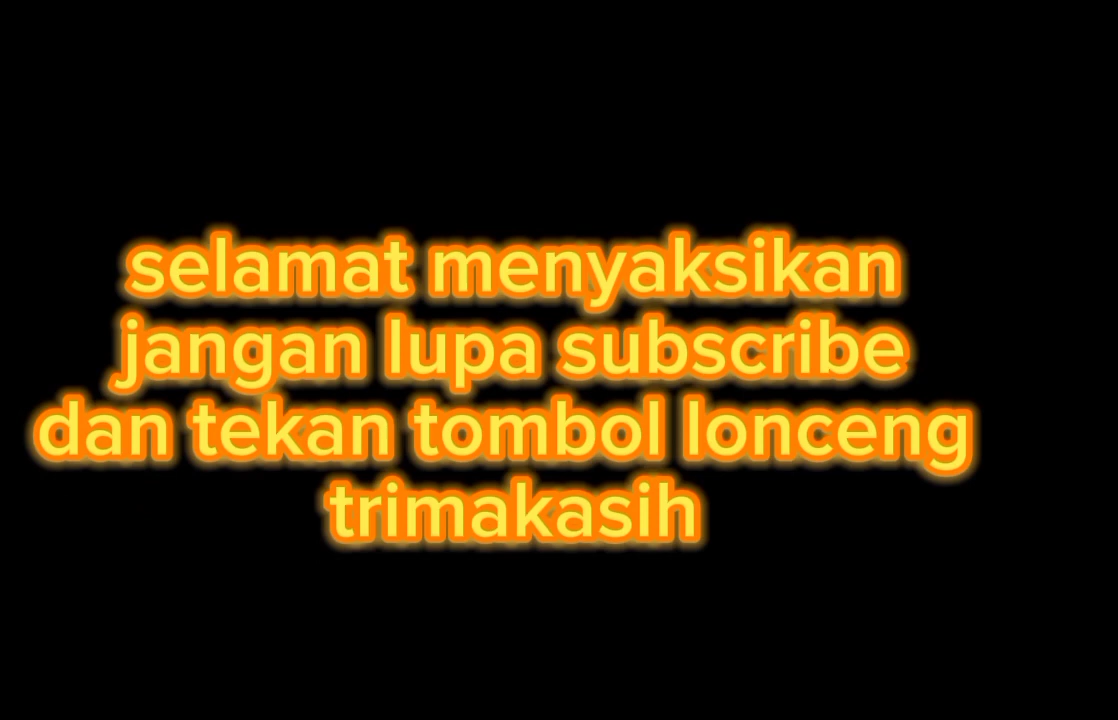 selamat menyaksikan
jangan lupa subscribe
dan tekan tombol lonceng
trimakasih